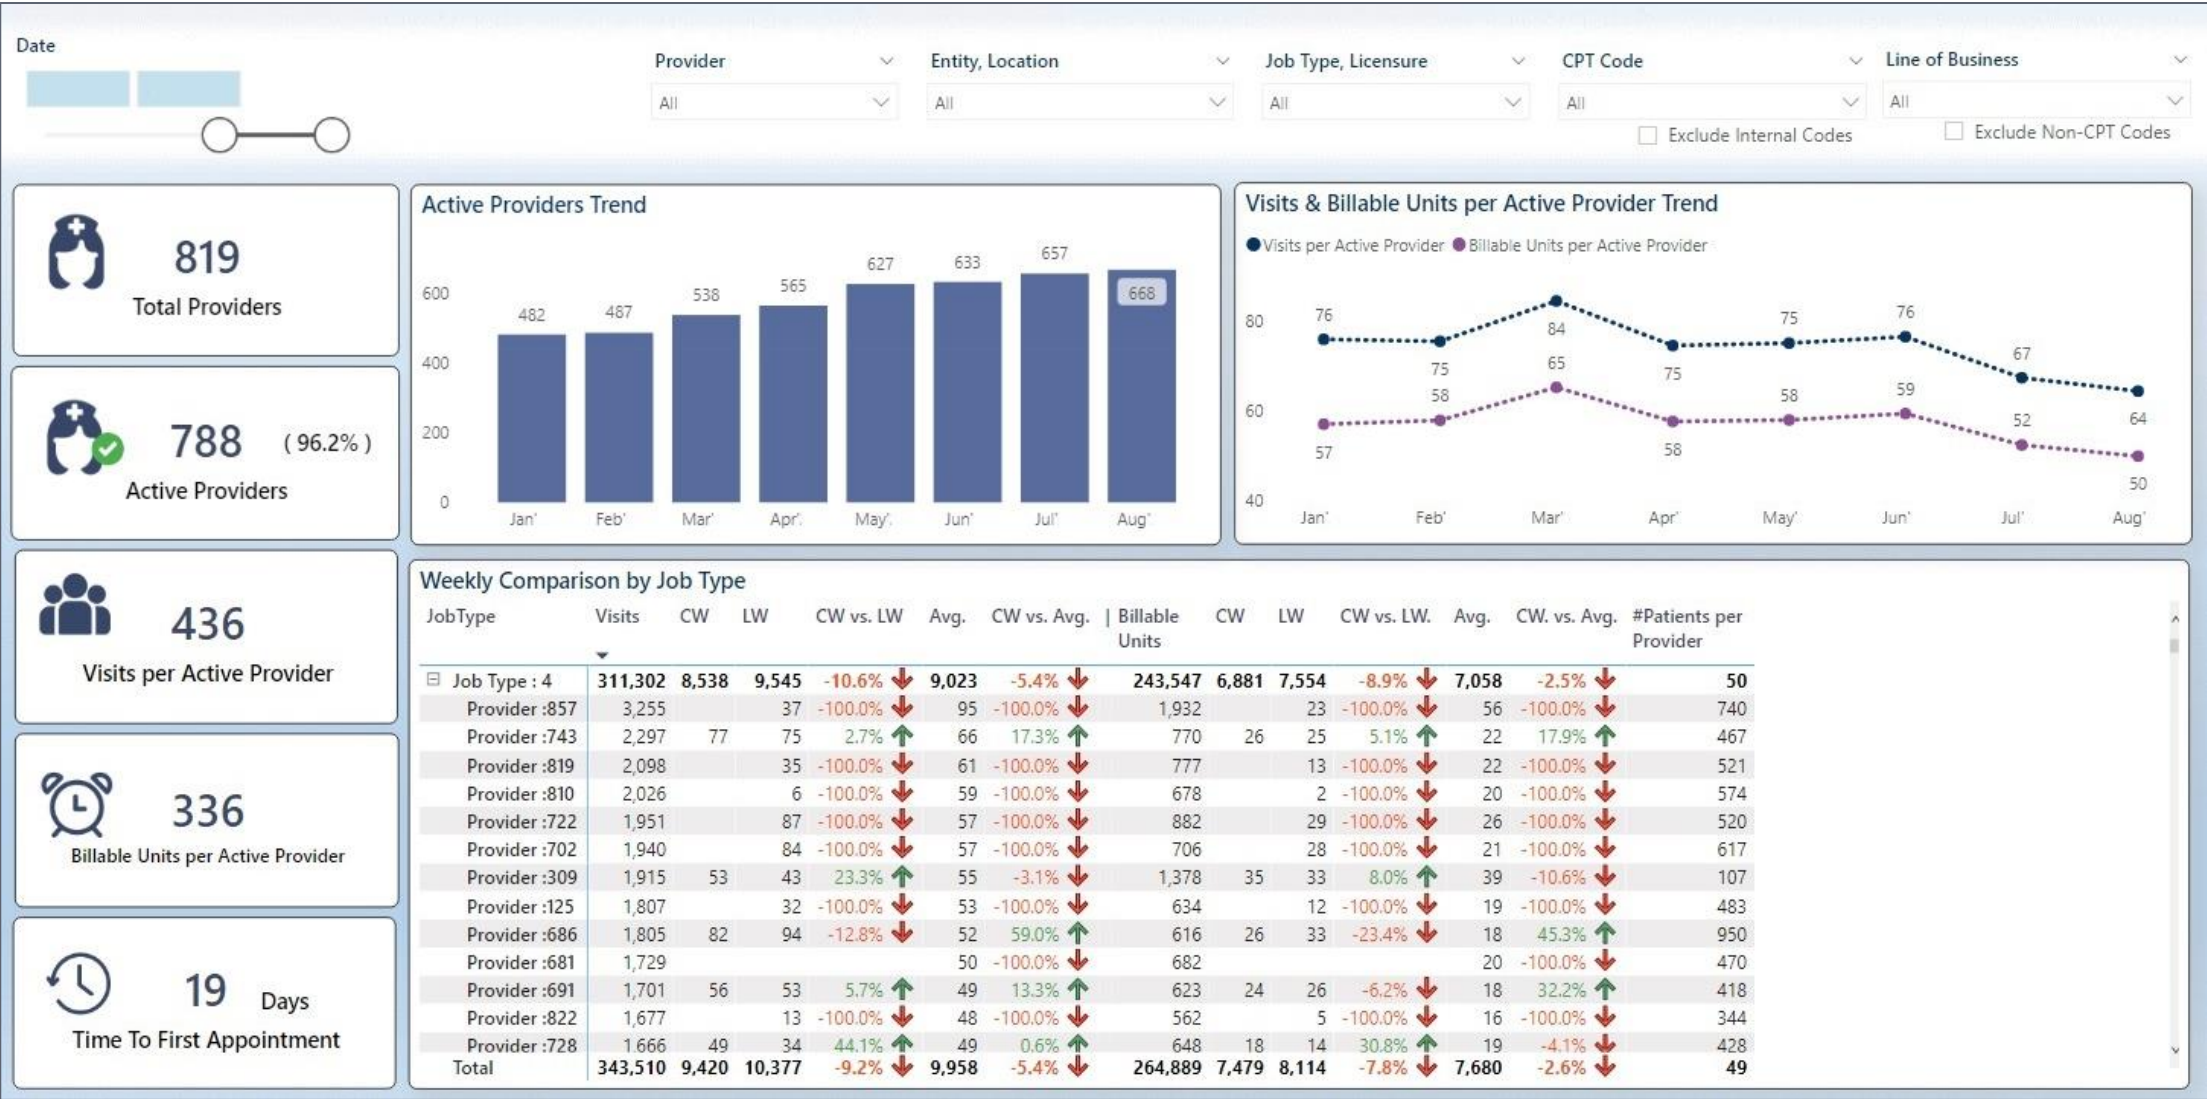 Date
Provider
All
Entity, Location
All
Job Type, Licensure
All
CPT Code
All
Exclude Internal Codes
Line of Business
All
Exclude Non-CPT Codes
819
Total Providers
788 ( 96.2% )
Active Providers
436
Visits per Active Provider
336
Billable Units per Active Provider
19 Days
Time To First Appointment
Active Providers Trend
600
400
200
0
482 487 538 565 627 633 657 668
Jan' Feb' Mar' Apr'. May'. Jun' Jul' Aug'
Visits & Billable Units per Active Provider Trend
Visits per Active Provider Billable Units per Active Provider
80
60
40
76 75 84 75 75 76 67 64
57 58 65 58 58 59 52 50
Jan' Feb' Mar' Apr' May' Jun' Jul' Aug'
Weekly Comparison by Job Type
JobType Visits CW LW CW vs. LW Avg. CW vs. Avg. | Billable Units CW LW CW vs. LW. Avg. CW. vs. Avg. #Patients per Provider
Job Type : 4 311,302 8,538 9,545 -10.6% 9,023 -5.4% 243,547 6,881 7,554 -8.9% 7,058 -2.5% 50
Provider :857 3,255 37 -100.0% 95 -100.0% 1,932 23 -100.0% 56 -100.0% 740
Provider :743 2,297 77 75 2.7% 66 17.3% 770 26 25 5.1% 22 17.9% 467
Provider :819 2,098 35 -100.0% 61 -100.0% 777 13 -100.0% 22 -100.0% 521
Provider :810 2,026 6 -100.0% 59 -100.0% 678 2 -100.0% 20 -100.0% 574
Provider :722 1,951 87 -100.0% 57 -100.0% 882 29 -100.0% 26 -100.0% 520
Provider :702 1,940 84 -100.0% 57 -100.0% 706 28 -100.0% 21 -100.0% 617
Provider :309 1,915 53 43 23.3% 55 -3.1% 1,378 35 33 8.0% 39 -10.6% 107
Provider :125 1,807 32 -100.0% 53 -100.0% 634 12 -100.0% 19 -100.0% 483
Provider :686 1,805 82 94 -12.8% 52 59.0% 616 26 33 -23.4% 18 45.3% 950
Provider :681 1,729 50 -100.0% 682 20 -100.0% 470
Provider :691 1,701 56 53 5.7% 49 13.3% 623 24 26 -6.2% 18 32.2% 418
Provider :822 1,677 13 -100.0% 48 -100.0% 562 5 -100.0% 16 -100.0% 344
Provider :728 1,666 49 34 44.1% 49 0.6% 648 18 14 30.8% 19 -4.1% 428
Total 343,510 9,420 10,377 -9.2% 9,958 -5.4% 264,889 7,479 8,114 -7.8% 7,680 -2.6% 49